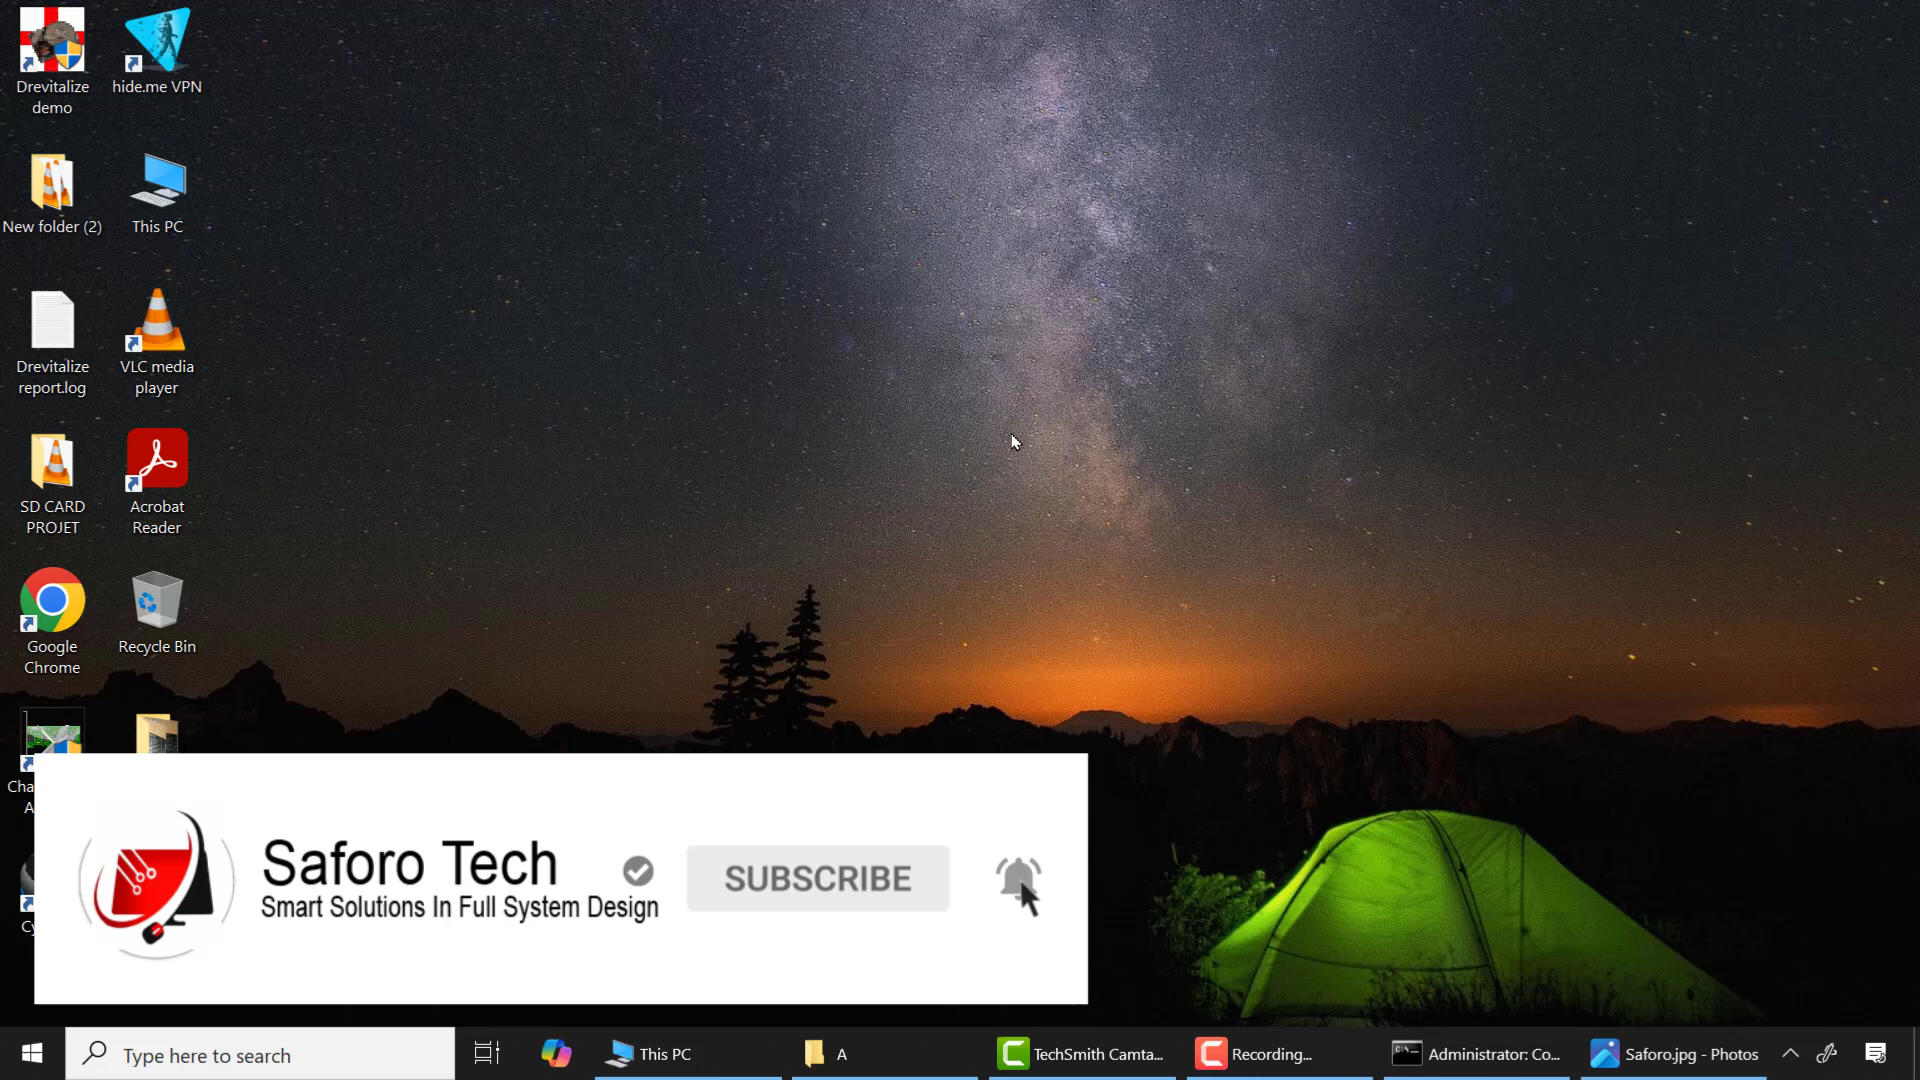 Drevitalize
demo
hide.me VPN
New folder (2)
This PC
Drevitalize
report.log
VLC media
player
SD CARD
PROJET
Acrobat
Reader
Google
Chrome
Recycle Bin
Cha
A
Cy
Saforo Tech
Smart Solutions In Full System Design
SUBSCRIBE
Type here to search
This PC
A
TechSmith Camta...
Recording...
Administrator: Co...
Saforo.jpg - Photos